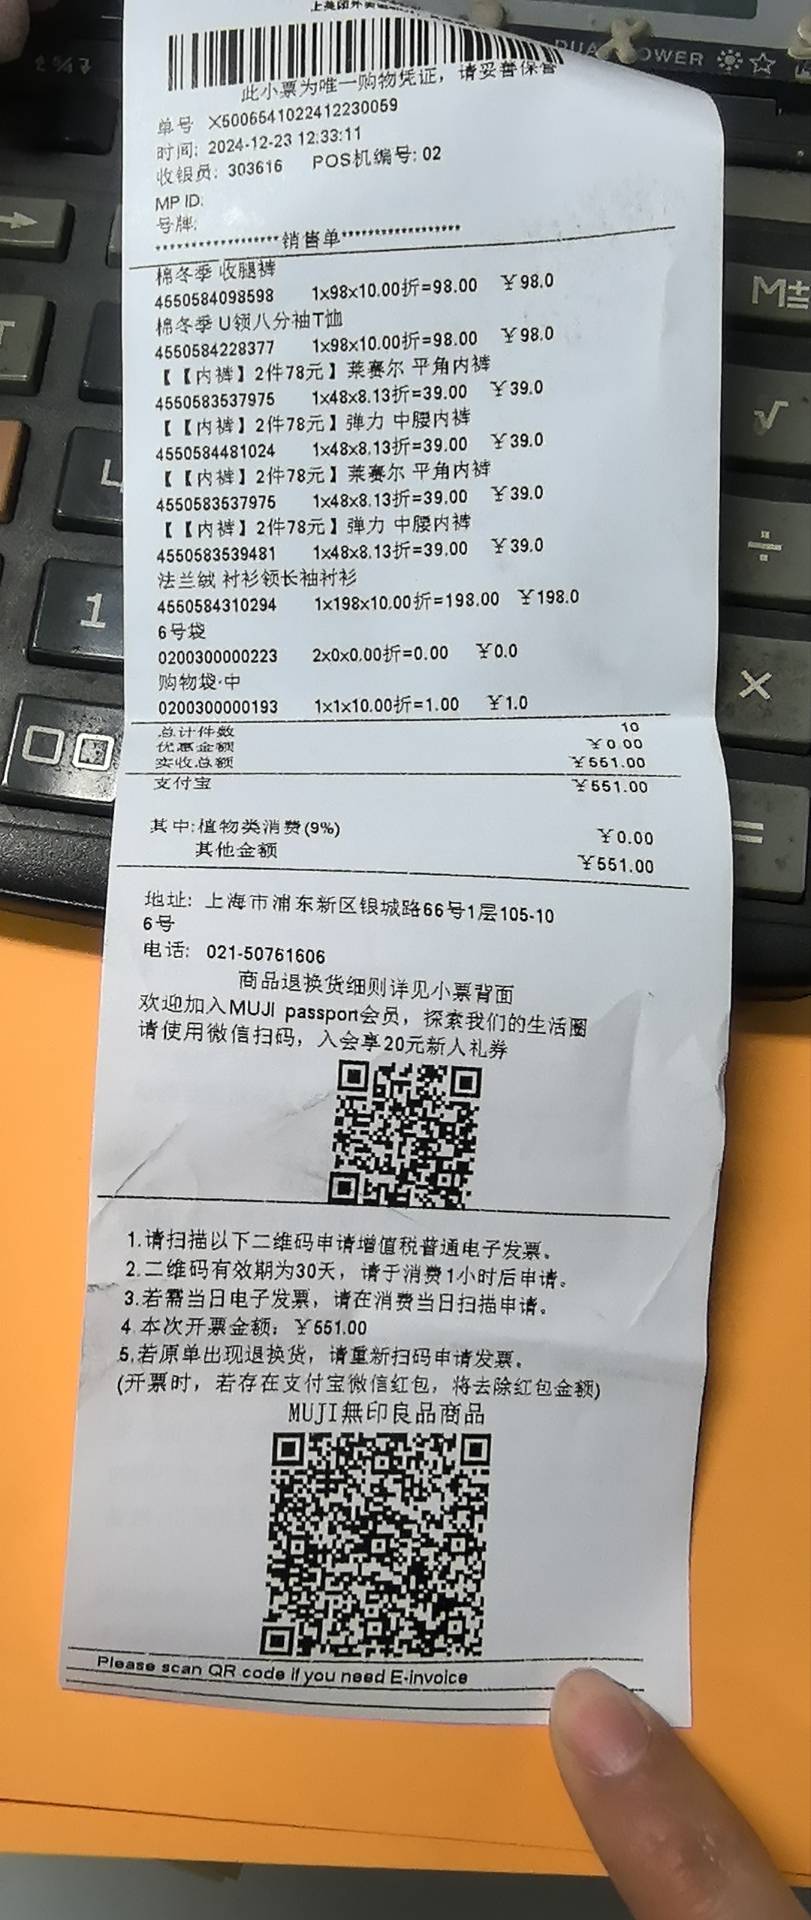 此小票为唯一购物凭证，请妥善保管
单号 X5006541022412230059
时间: 2024-12-23 12:33:11
收银员: 303616 POS机编号: 02
MP ID:
号牌:
******************销售单******************
棉冬季 收腿裤
4550584098598 1x98x10.00折=98.00 ￥98.0
棉冬季 U领八分袖T恤
4550584228377 1x98x10.00折=98.00 ￥98.0
【【内裤】2件78元】莱赛尔 平角内裤
4550583537975 1x48x8.13折=39.00 ￥39.0
【【内裤】2件78元】弹力 中腰内裤
4550584481024 1x48x8.13折=39.00 ￥39.0
【【内裤】2件78元】莱赛尔 平角内裤
4550583537975 1x48x8.13折=39.00 ￥39.0
【【内裤】2件78元】弹力 中腰内裤
4550583539481 1x48x8.13折=39.00 ￥39.0
法兰绒 衬衫领长袖衬衫
4550584310294 1x198x10.00折=198.00 ￥198.0
6号袋
0200300000223 2x0x0.00折=0.00 ￥0.0
购物袋·中
0200300000193 1x1x10.00折=1.00 ￥1.0
总计件数 10
优惠金额 ￥0.00
实收总额 ￥551.00
支付宝 ￥551.00
其中:植物类消费(9%) ￥0.00
其他金额 ￥551.00
地址: 上海市浦东新区银城路66号1层105-10
6号
电话: 021-50761606
商品退换货细则详见小票背面
欢迎加入MUJI passport会员，探索我们的生活圈
请使用微信扫码，入会享20元新人礼券
1.请扫描以下二维码申请增值税普通电子发票。
2.二维码有效期为30天，请于消费1小时后申请。
3.若需当日电子发票，请在消费当日扫描申请。
4.本次开票金额: ￥551.00
5.若原单出现退换货，请重新扫码申请发票。
(开票时，若存在支付宝微信红包，将去除红包金额)
MUJI無印良品商品
Please scan QR code if you need E-invoice
OWER
M±
√
÷
4
1
×
=